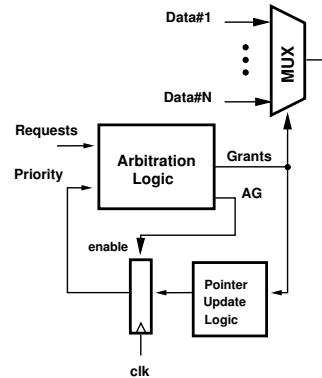 Data#1
MUX
Data#N
Requests
Arbitration
Logic
Grants
Priority
AG
enable
Pointer
Update
Logic
clk